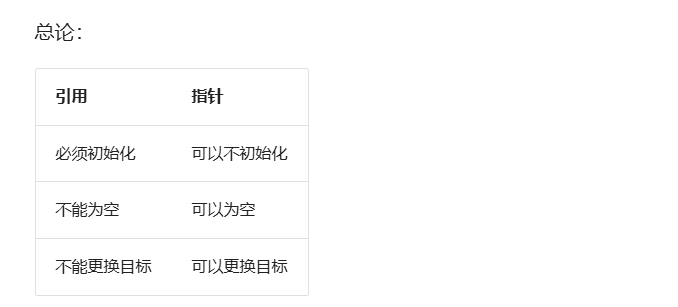 总论：
引用 指针
必须初始化 可以不初始化
不能为空 可以为空
不能更换目标 可以更换目标